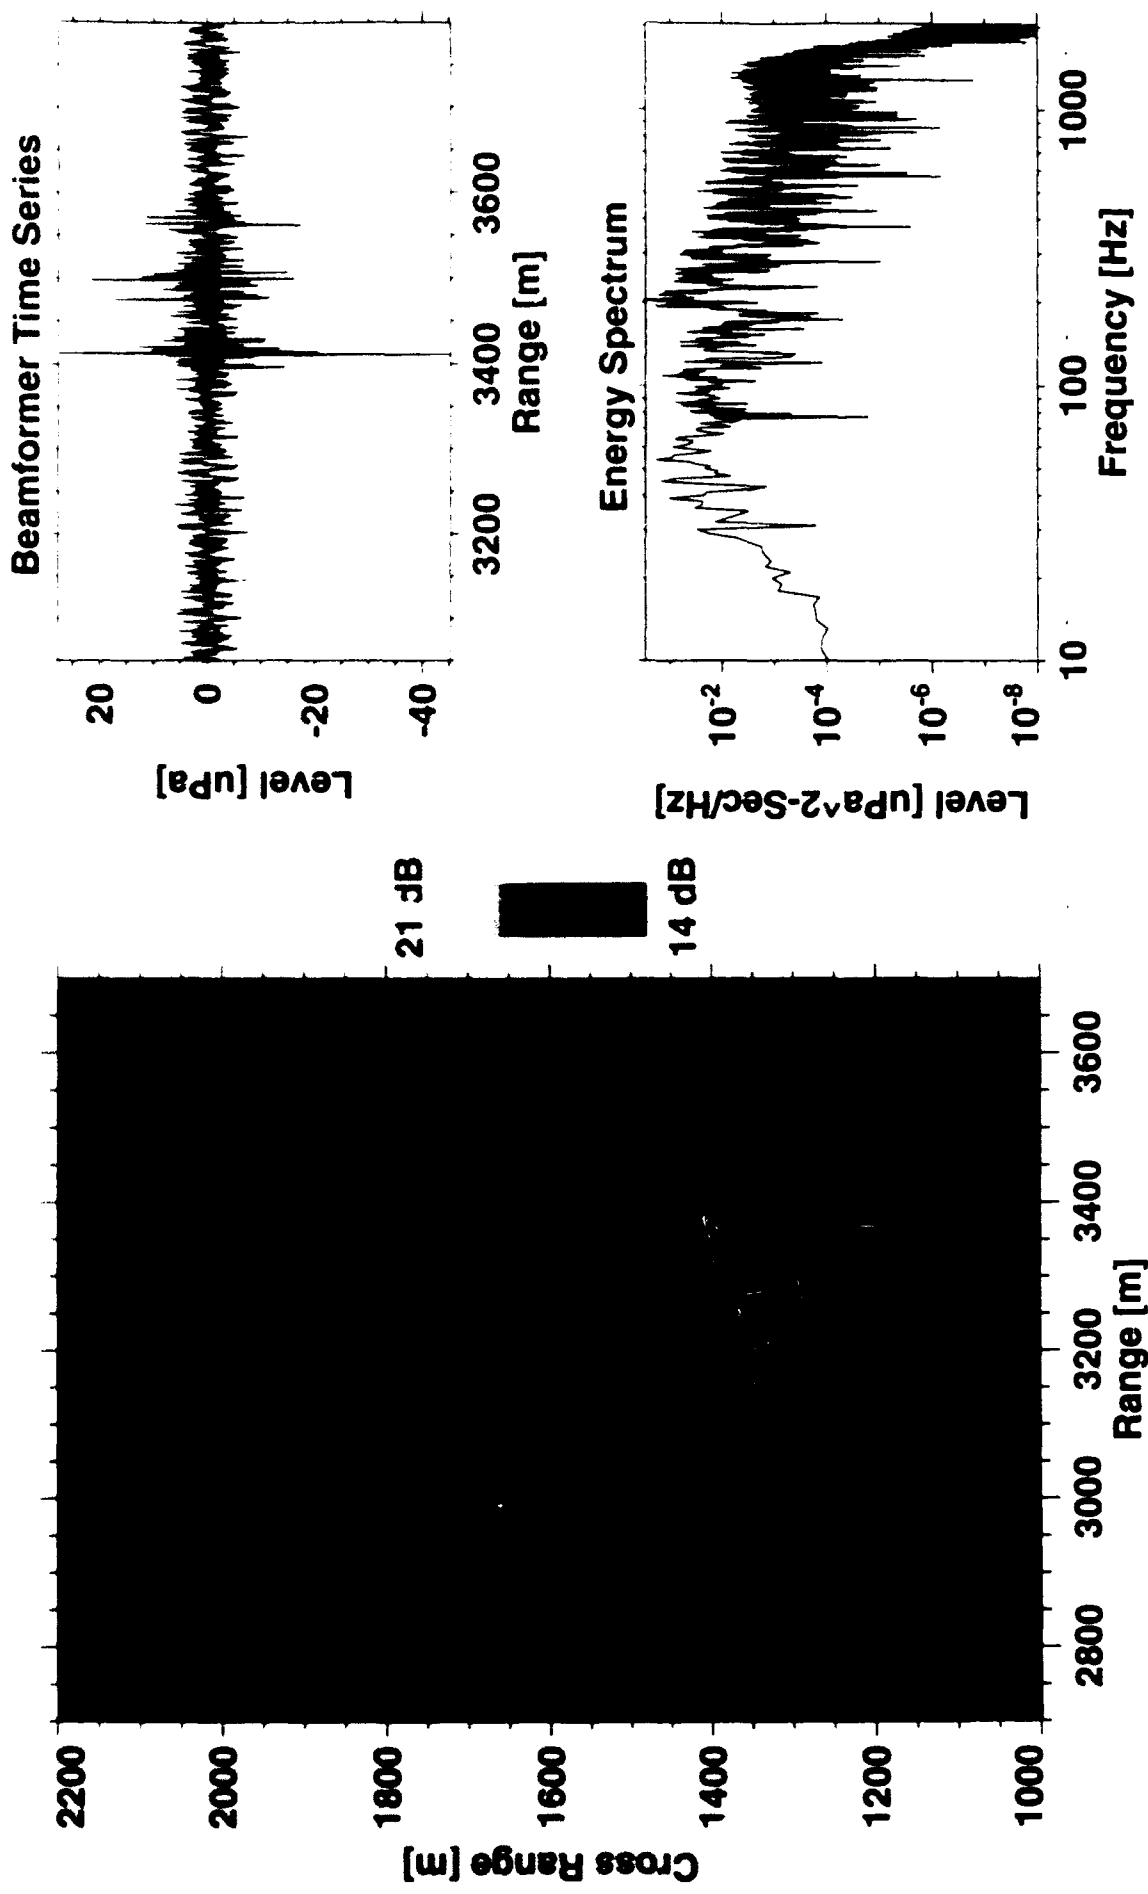 Beamformer Time Series
20
0
-20
-40
Level [uPa]
3200
3400
3600
Range [m]
Energy Spectrum
10-2
10-4
10-6
10-8
Level [uPa^2-Sec/Hz]
10
100
1000
Frequency [Hz]
21 dB
14 dB
2200
2000
1800
1600
1400
1200
1000
Cross Range [m]
2800
3000
3200
3400
3600
Range [m]